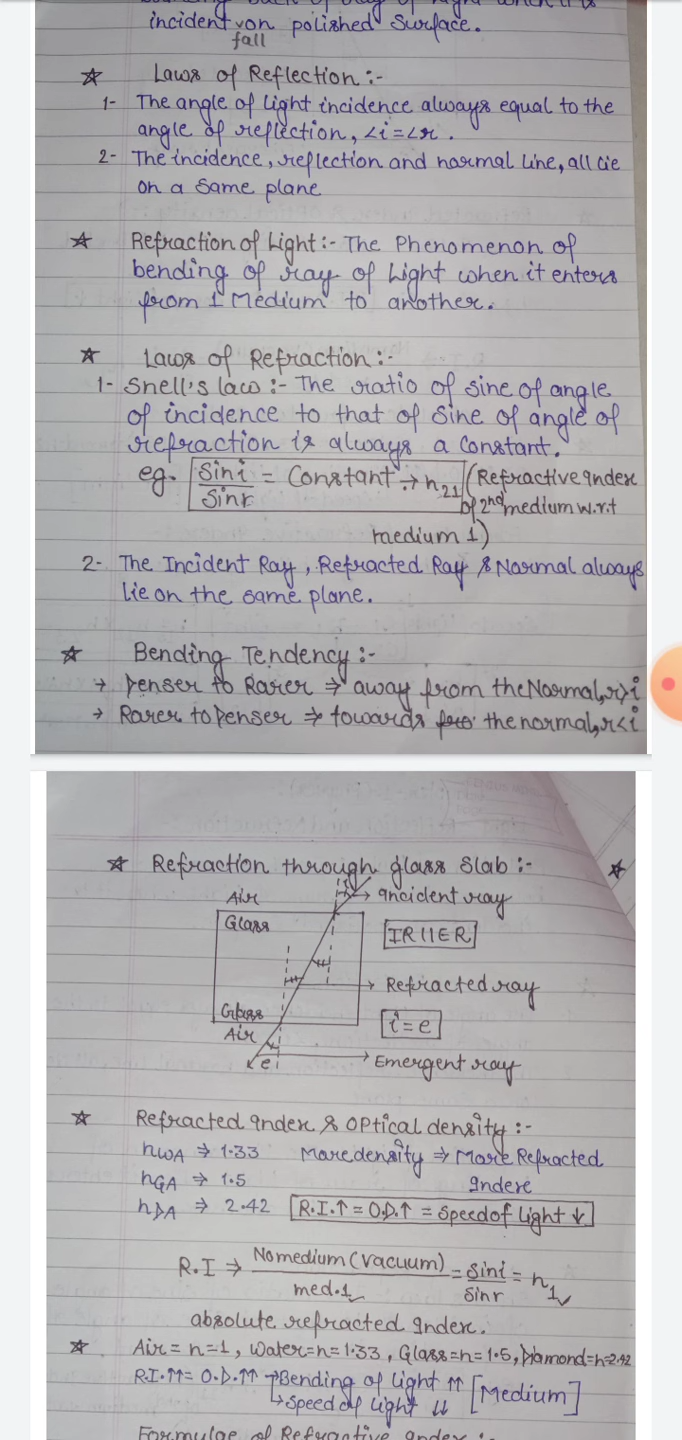 incident on polished surface.
fall
☆ Laws of Reflection :-
1- The angle of light incidence always equal to the
angle of reflection, ∠i=∠r.
2- The incidence, reflection and normal line, all lie
on a same plane
☆ Refraction of Light :- The Phenomenon of
bending of ray of light when it enters
from 1 Medium to another.
☆ Laws of Refraction :-
1- Snell's law :- The ratio of sine of angle
of incidence to that of sine of angle of
refraction is always a constant.
eg. Sini/Sinr = Constant → n21 (Refractive Index
of 2nd medium w.r.t
medium 1)
2- The Incident Ray, Refracted Ray & Normal always
lie on the same plane.
☆ Bending Tendency :-
→ Denser to Rarer ⇒ away from the Normal, r>i
→ Rarer to Denser ⇒ towards the normal, r<i
☆ Refraction through glass slab :-
Air
Incident ray
Glass
IR||ER
Refracted ray
Glass
i=e
Air
e
Emergent ray
☆ Refracted Index & Optical density :-
nWA ⇒ 1.33 More density ⇒ More Refracted
nGA ⇒ 1.5 Index
nDA ⇒ 2.42 R.I.↑ = O.D.↑ = Speed of light ↓
R.I ⇒ No medium (vacuum)/med.1 = Sini/Sinr = n1
absolute refracted Index.
☆ Air = n=1, Water=n=1.33, Glass=n=1.5, Diamond=n=2.42
R.I.↑↑= O.D.↑↑ → Bending of light ↑↑ [Medium]
↳ Speed of light ↓↓
Formulae of Refractive Index :-